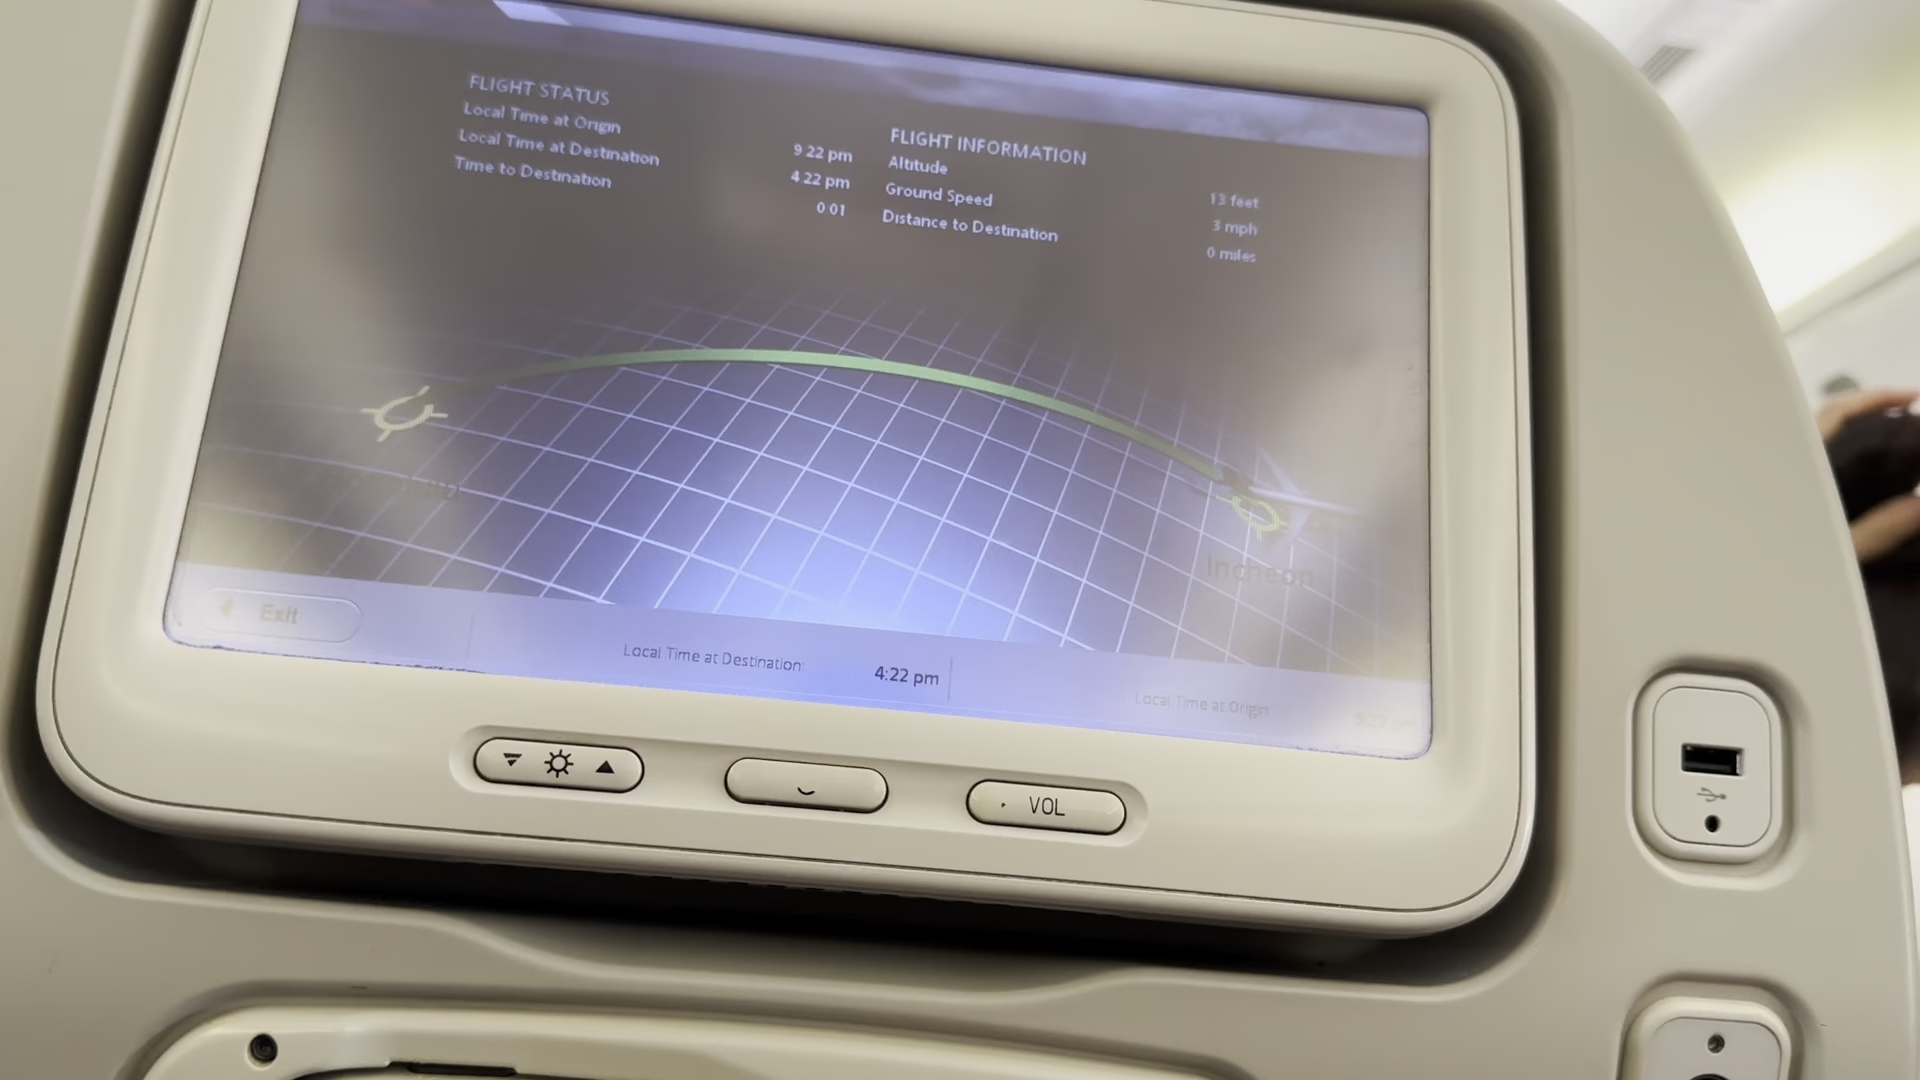 FLIGHT STATUS
Local Time at Origin 9 22 pm
Local Time at Destination 4 22 pm
Time to Destination 0 01
FLIGHT INFORMATION
Altitude 13 feet
Ground Speed 3 mph
Distance to Destination 0 miles
Incheon
Exit
Local Time at Destination: 4:22 pm
Local Time at Origin:
VOL